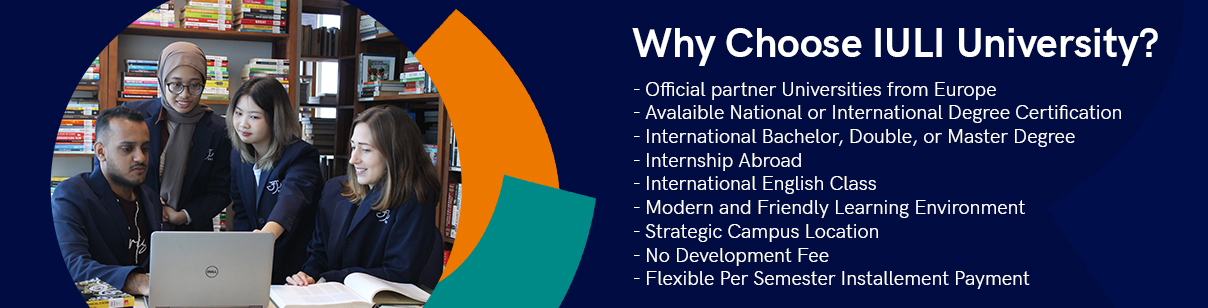 Why Choose IULI University?
- Official partner Universities from Europe
- Avalaible National or International Degree Certification
- International Bachelor, Double, or Master Degree
- Internship Abroad
- International English Class
- Modern and Friendly Learning Environment
- Strategic Campus Location
- No Development Fee
- Flexible Per Semester Installement Payment
DELL